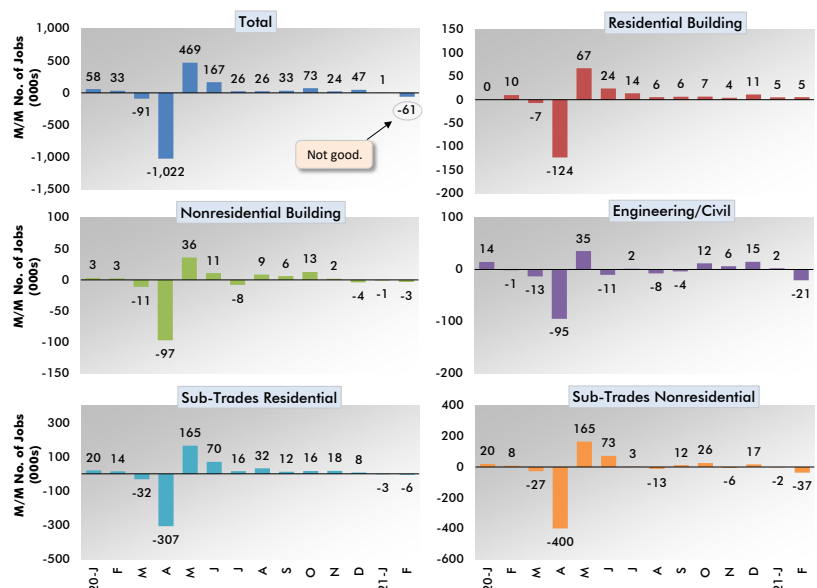 Total
M/M No. of Jobs
(000s)
1,000
500
0
-500
-1,000
-1,500
58 33 -91 -1,022 469 167 26 26 33 73 24 47 1 -61
Not good.
Residential Building
150
100
50
0
-50
-100
-150
-200
0 10 -7 -124 67 24 14 6 6 7 4 11 5 5
Nonresidential Building
M/M No. of Jobs
(000s)
100
50
0
-50
-100
-150
3 3 -11 -97 36 11 -8 9 6 13 2 -4 -1 -3
Engineering/Civil
100
0
-100
-200
14 -1 -13 -95 35 -11 2 -8 -4 12 6 15 2 -21
Sub-Trades Residential
M/M No. of Jobs
(000s)
300
100
-100
-300
-500
20 14 -32 -307 165 70 16 32 12 16 18 8 -3 -6
20-J F M A M J J A S O N D 21-J F
Sub-Trades Nonresidential
400
200
0
-200
-400
-600
20 8 -27 -400 165 73 3 -13 12 26 -6 17 -2 -37
20-J F M A M J J A S O N D 21-J F